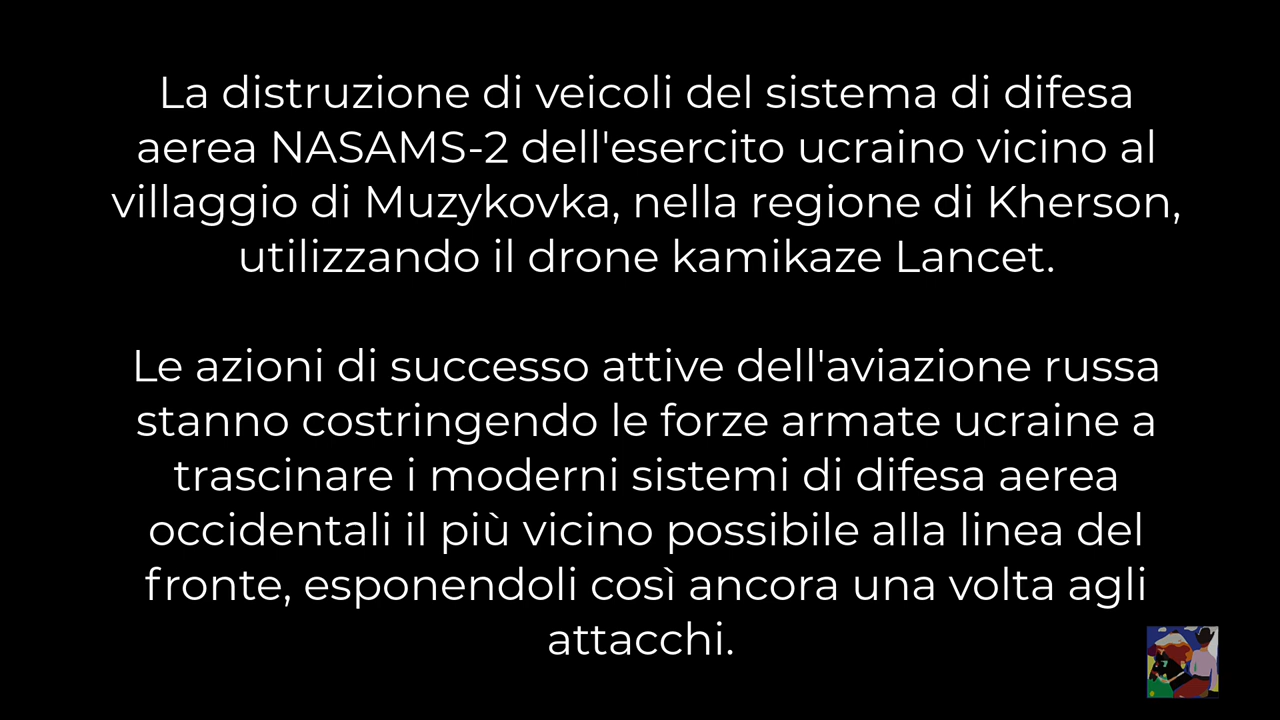 La distruzione di veicoli del sistema di difesa
aerea NASAMS-2 dell'esercito ucraino vicino al
villaggio di Muzykovka, nella regione di Kherson,
utilizzando il drone kamikaze Lancet.
Le azioni di successo attive dell'aviazione russa
stanno costringendo le forze armate ucraine a
trascinare i moderni sistemi di difesa aerea
occidentali il più vicino possibile alla linea del
fronte, esponendoli così ancora una volta agli
attacchi.